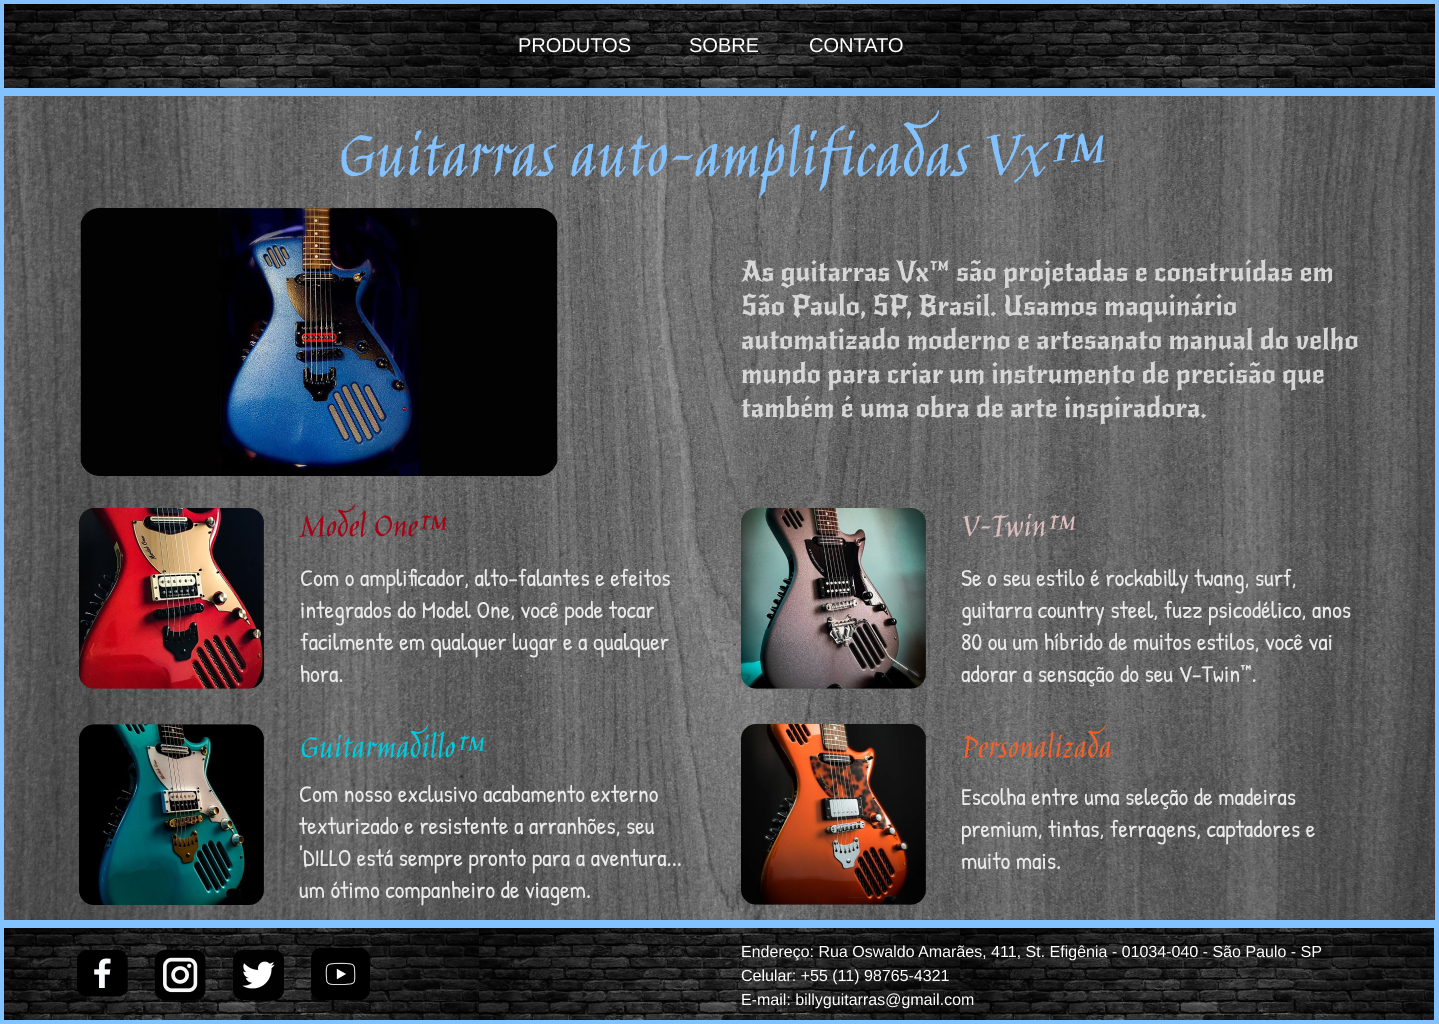 PRODUTOS SOBRE CONTATO
Guitarras auto-amplificadas Vx™
As guitarras Vx™ são projetadas e construídas em
São Paulo, SP, Brasil. Usamos maquinário
automatizado moderno e artesanato manual do velho
mundo para criar um instrumento de precisão que
também é uma obra de arte inspiradora.
Model One™
Com o amplificador, alto-falantes e efeitos
integrados do Model One, você pode tocar
facilmente em qualquer lugar e a qualquer
hora.
V-Twin™
Se o seu estilo é rockabilly twang, surf,
guitarra country steel, fuzz psicodélico, anos
80 ou um híbrido de muitos estilos, você vai
adorar a sensação do seu V-Twin™.
Guitarmadillo™
Com nosso exclusivo acabamento externo
texturizado e resistente a arranhões, seu
'DILLO está sempre pronto para a aventura...
um ótimo companheiro de viagem.
Personalizada
Escolha entre uma seleção de madeiras
premium, tintas, ferragens, captadores e
muito mais.
Endereço: Rua Oswaldo Amarães, 411, St. Efigênia - 01034-040 - São Paulo - SP
Celular: +55 (11) 98765-4321
E-mail: billyguitarras@gmail.com